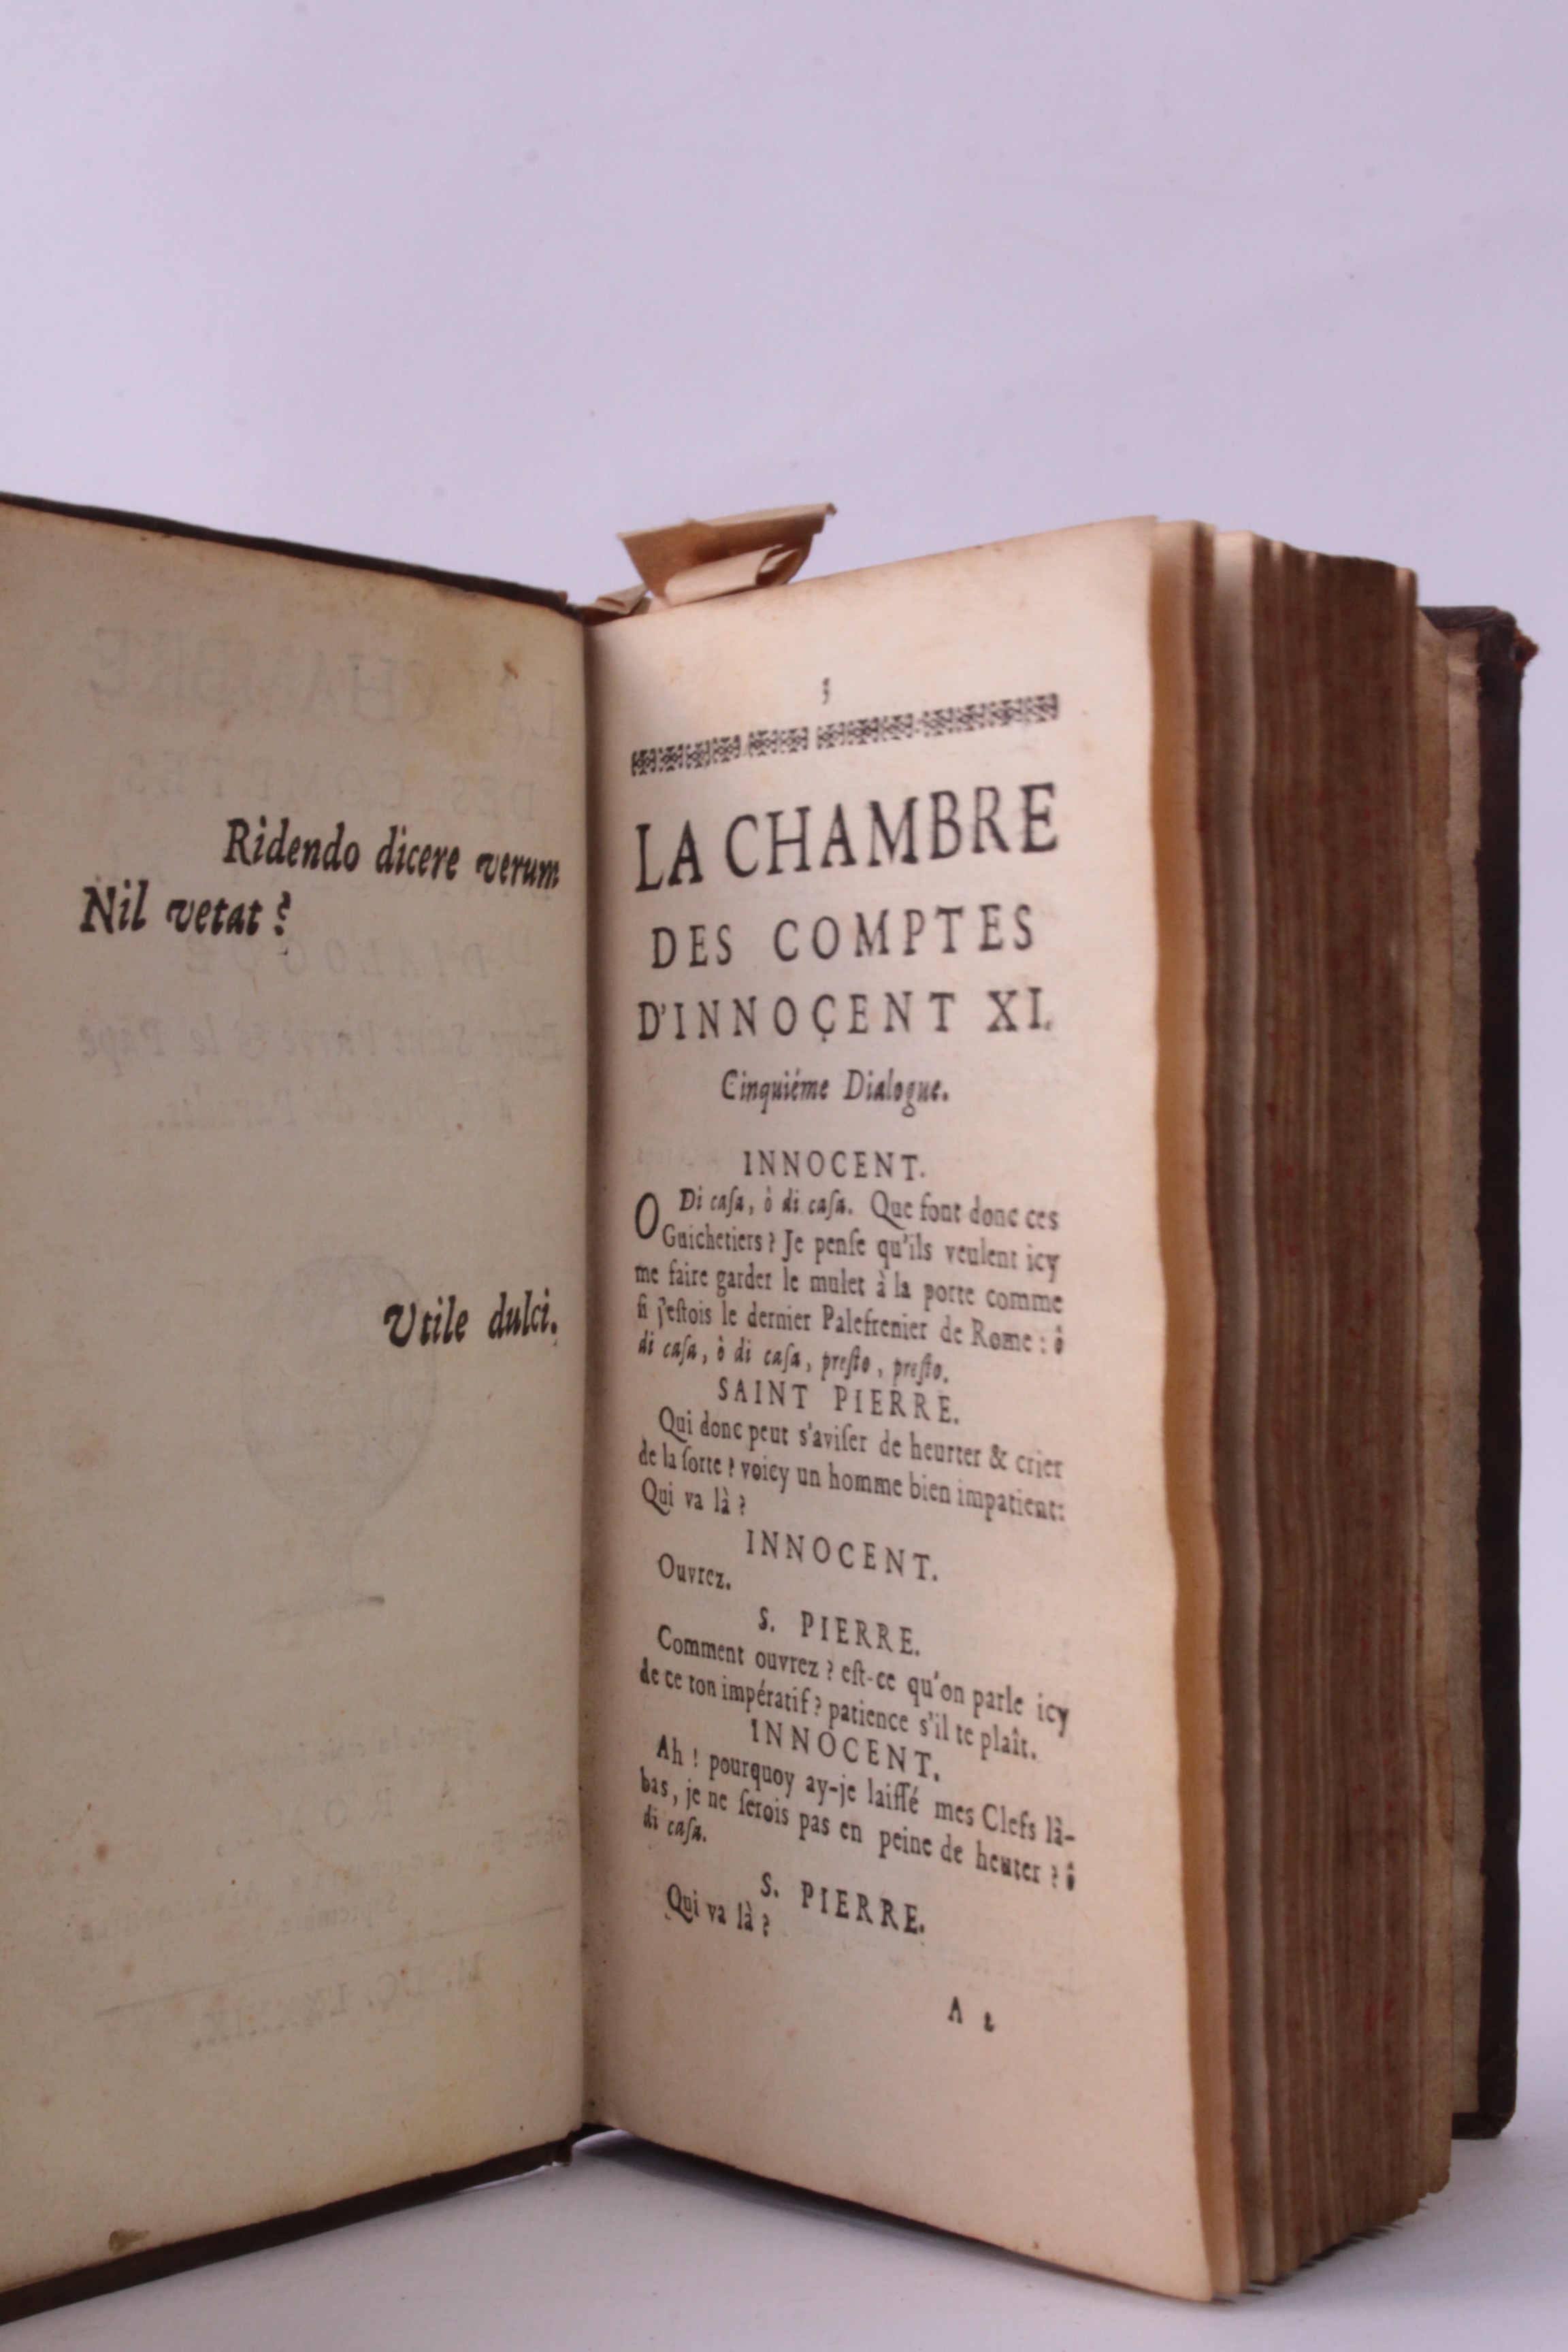 Ridendo dicere verum
Nil vetat?
Utile dulci.
3
LA CHAMBRE
DES COMPTES
D'INNOÇENT XI.
Cinquiéme Dialogue.
INNOCENT.
O Di caſa, ò di caſa. Que font donc ces
Guichetiers? Je penſe qu'ils veulent icy
me faire garder le mulet à la porte comme
ſi j'eſtois le dernier Palefrenier de Rome: ô
di caſa, ò di caſa, preſto, preſto.
SAINT PIERRE.
Qui donc peut s'aviſer de heurter & crier
de la ſorte? voicy un homme bien impatient:
Qui va là?
INNOCENT.
Ouvrez.
S. PIERRE.
Comment ouvrez? eſt-ce qu'on parle icy
de ce ton impératif? patience s'il te plaît.
INNOCENT.
Ah! pourquoy ay-je laiſſé mes Clefs là-
bas, je ne ſerois pas en peine de heuter? ô
di caſa.
S. PIERRE.
Qui va là?
A 2